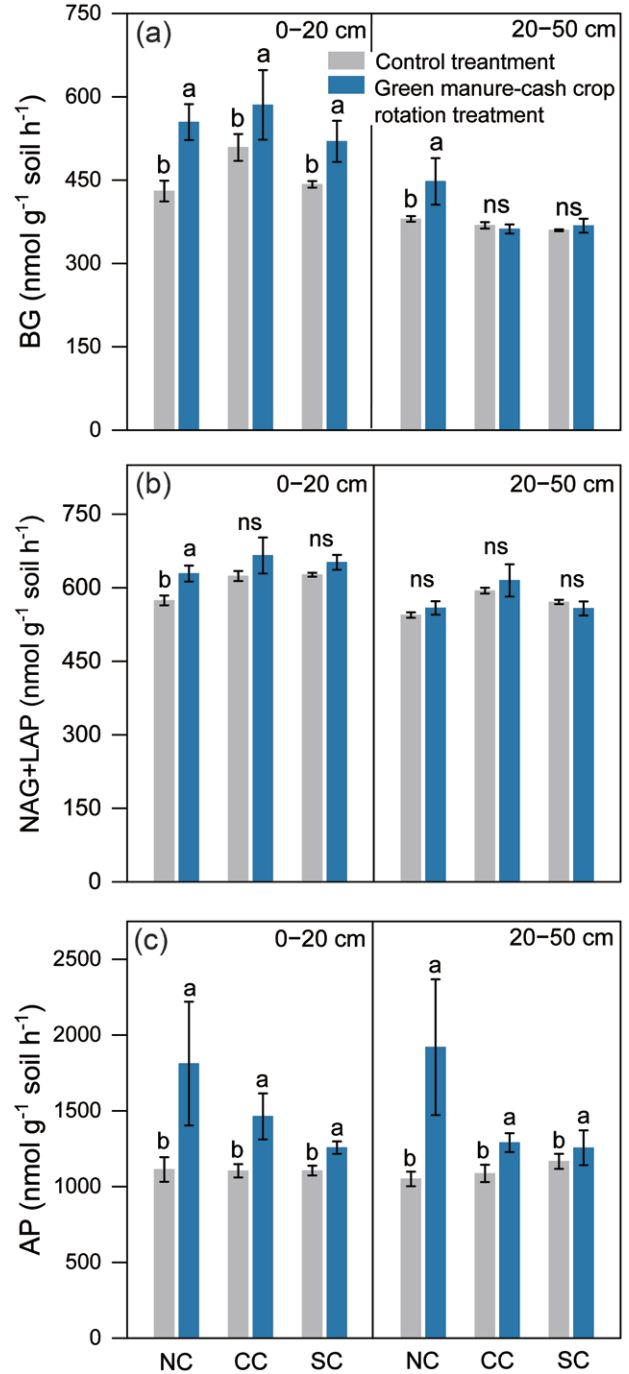 (a)
0−20 cm
20−50 cm
Control treantment
Green manure-cash crop
rotation treatment
BG (nmol g⁻¹ soil h⁻¹)
750
600
450
300
150
0
b a b a b a b a ns ns
(b)
0−20 cm
20−50 cm
NAG+LAP (nmol g⁻¹ soil h⁻¹)
750
600
450
300
150
0
b a ns ns ns ns ns
(c)
0−20 cm
20−50 cm
AP (nmol g⁻¹ soil h⁻¹)
2500
2000
1500
1000
500
0
b a b a b a b a b a b a
NC CC SC NC CC SC